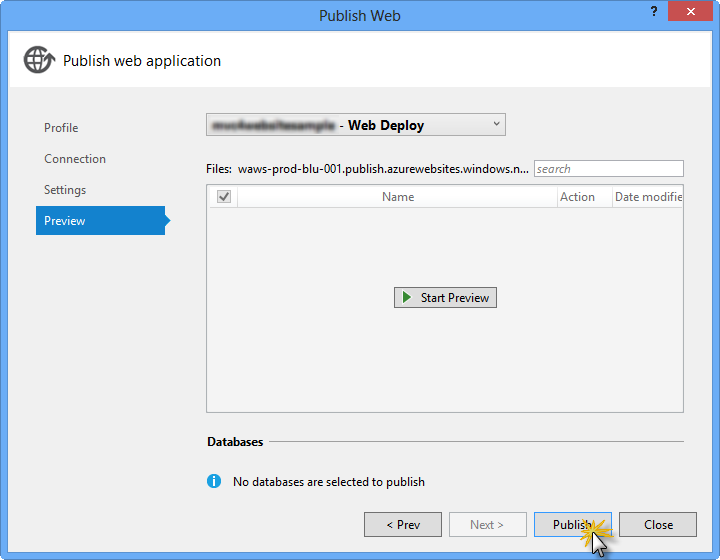 Publish Web
?
Publish web application
Profile
Connection
Settings
Preview
- Web Deploy
Files: waws-prod-blu-001.publish.azurewebsites.windows.n...
search
Name Action Date modifie
Start Preview
Databases
No databases are selected to publish
< Prev Next > Publish Close